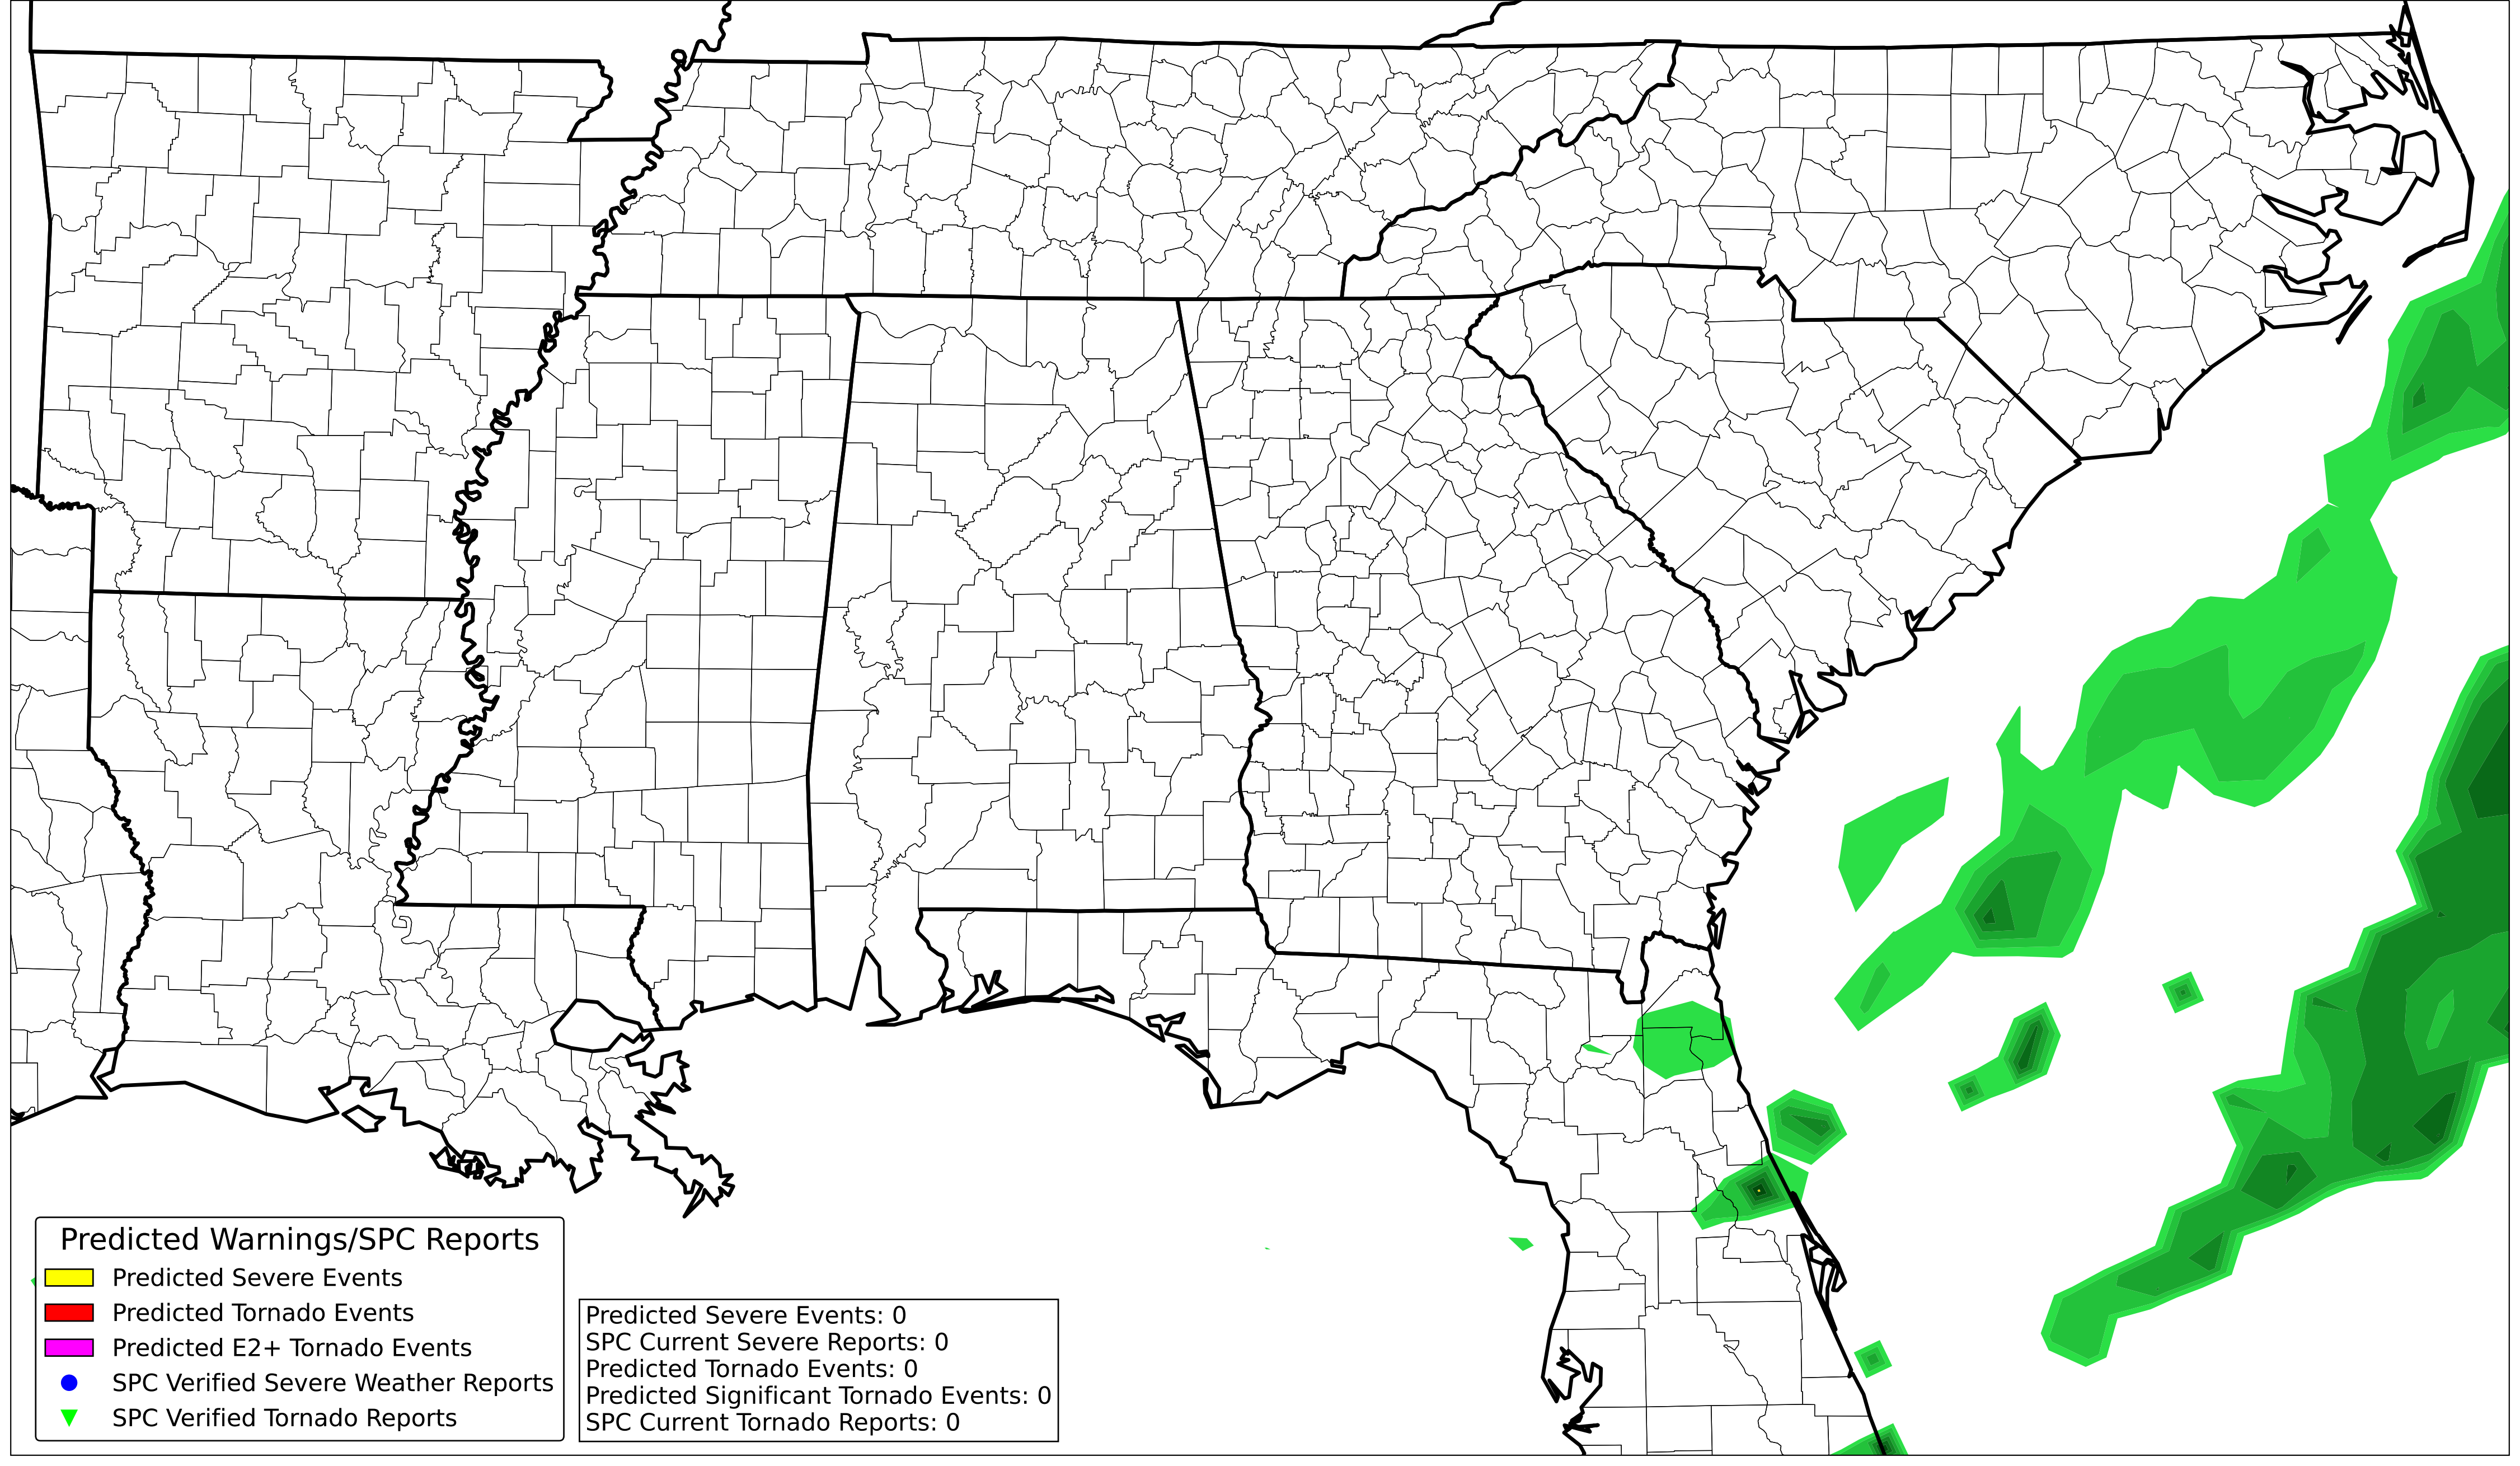 Predicted Warnings/SPC Reports
Predicted Severe Events
Predicted Tornado Events
Predicted E2+ Tornado Events
SPC Verified Severe Weather Reports
SPC Verified Tornado Reports
Predicted Severe Events: 0
SPC Current Severe Reports: 0
Predicted Tornado Events: 0
Predicted Significant Tornado Events: 0
SPC Current Tornado Reports: 0